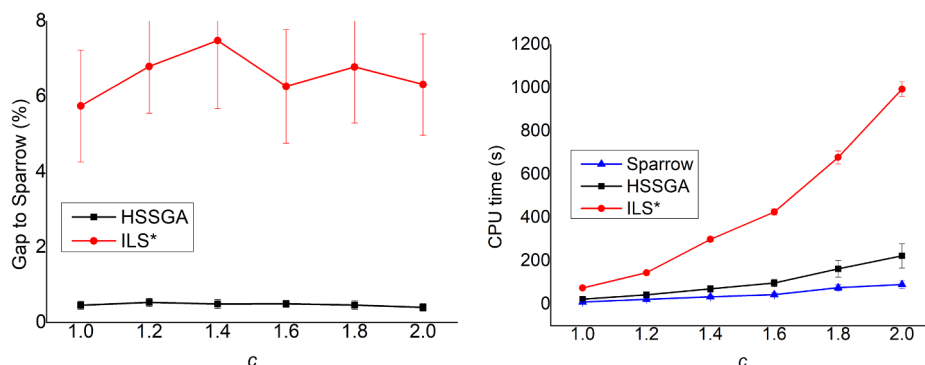 8
6
4
2
0
Gap to Sparrow (%)
HSSGA
ILS*
1.0 1.2 1.4 1.6 1.8 2.0
c
1200
1000
800
600
400
200
0
CPU time (s)
Sparrow
HSSGA
ILS*
1.0 1.2 1.4 1.6 1.8 2.0
c